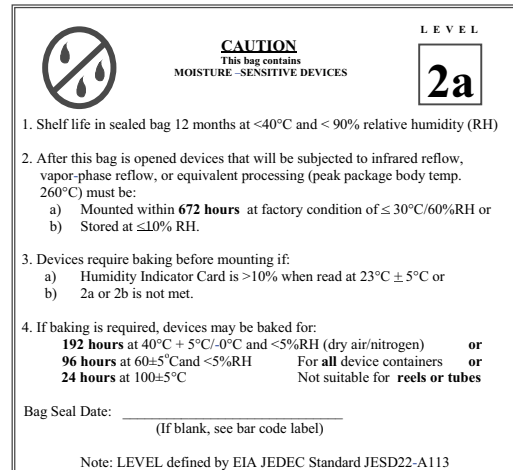 LEVEL
CAUTION
This bag contains
MOISTURE –SENSITIVE DEVICES
2a
1. Shelf life in sealed bag 12 months at <40°C and < 90% relative humidity (RH)
2. After this bag is opened devices that will be subjected to infrared reflow,
vapor-phase reflow, or equivalent processing (peak package body temp.
260°C) must be:
a) Mounted within 672 hours at factory condition of ≤ 30°C/60%RH or
b) Stored at ≤10% RH.
3. Devices require baking before mounting if:
a) Humidity Indicator Card is >10% when read at 23°C ± 5°C or
b) 2a or 2b is not met.
4. If baking is required, devices may be baked for:
192 hours at 40°C + 5°C/-0°C and <5%RH (dry air/nitrogen) or
96 hours at 60±5°Cand <5%RH For all device containers or
24 hours at 100±5°C Not suitable for reels or tubes
Bag Seal Date: ______________________________
(If blank, see bar code label)
Note: LEVEL defined by EIA JEDEC Standard JESD22-A113